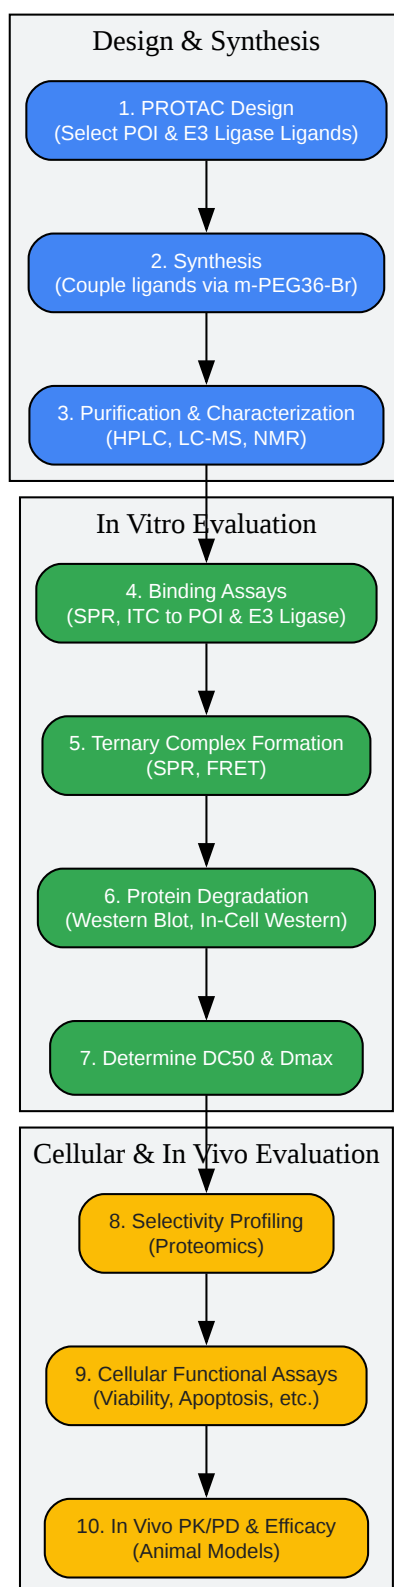 Design & Synthesis
1. PROTAC Design
(Select POI & E3 Ligase Ligands)
2. Synthesis
(Couple ligands via m-PEG36-Br)
3. Purification & Characterization
(HPLC, LC-MS, NMR)
In Vitro Evaluation
4. Binding Assays
(SPR, ITC to POI & E3 Ligase)
5. Ternary Complex Formation
(SPR, FRET)
6. Protein Degradation
(Western Blot, In-Cell Western)
7. Determine DC50 & Dmax
Cellular & In Vivo Evaluation
8. Selectivity Profiling
(Proteomics)
9. Cellular Functional Assays
(Viability, Apoptosis, etc.)
10. In Vivo PK/PD & Efficacy
(Animal Models)